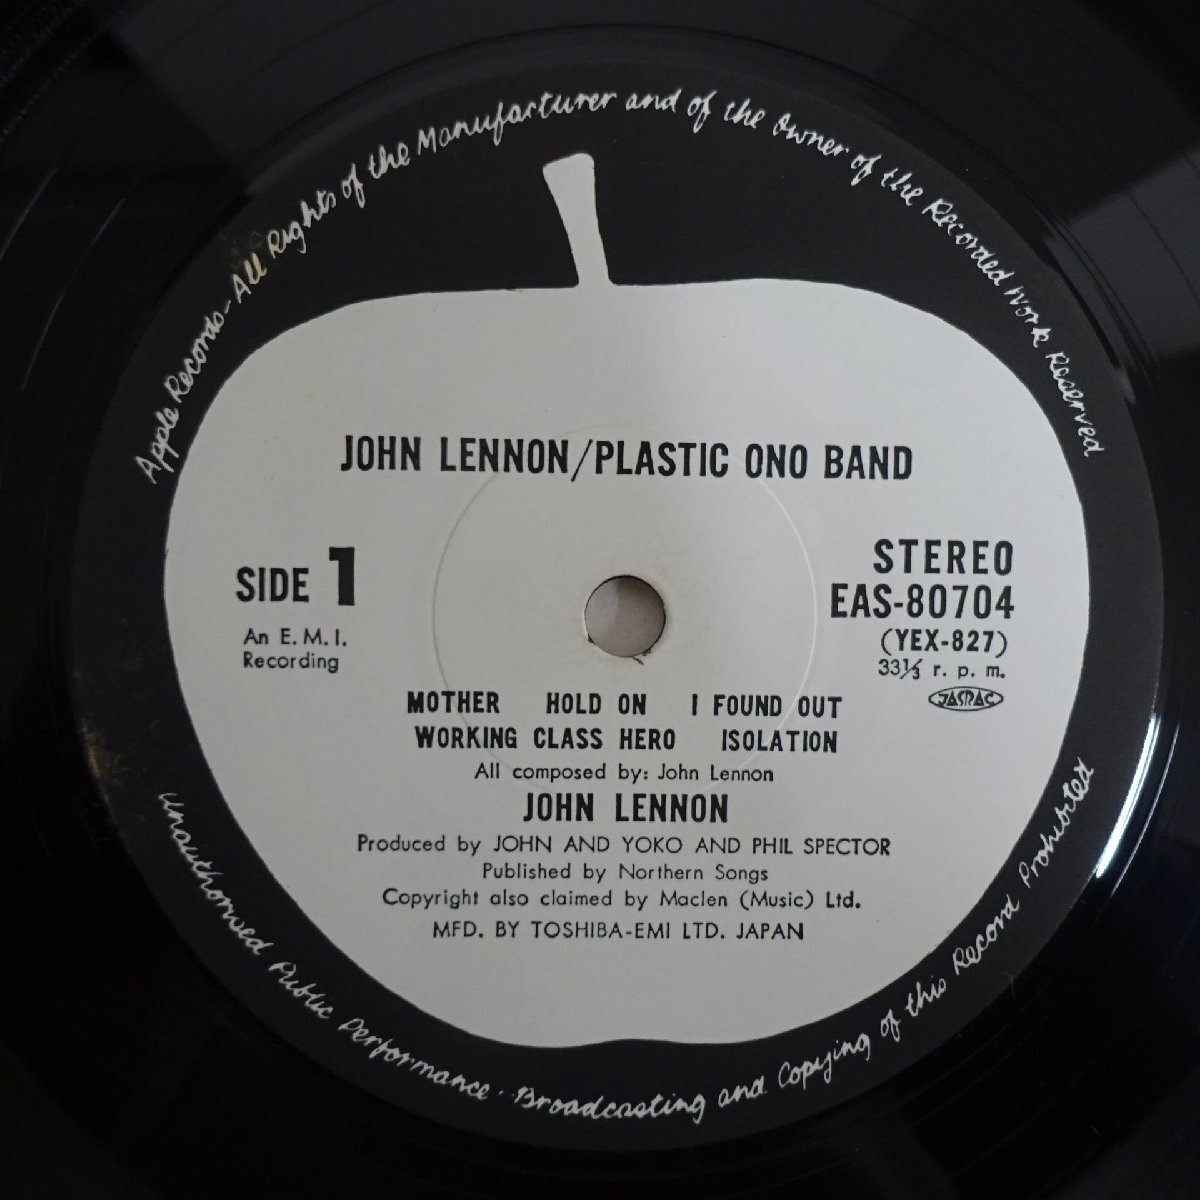 Apple Records - All Rights of the Manufacturer and of the Owner of the Recorded Work Reserved
JOHN LENNON/PLASTIC ONO BAND
SIDE 1
An E. M. I.
Recording
STEREO
EAS-80704
(YEX-827)
33⅓ r. p. m.
JASRAC
MOTHER HOLD ON I FOUND OUT
WORKING CLASS HERO ISOLATION
All composed by: John Lennon
JOHN LENNON
Produced by JOHN AND YOKO AND PHIL SPECTOR
Published by Northern Songs
Copyright also claimed by Maclen (Music) Ltd.
MFD. BY TOSHIBA-EMI LTD. JAPAN
Unauthorised Public Performance · Broadcasting and Copying of this Record Prohibited